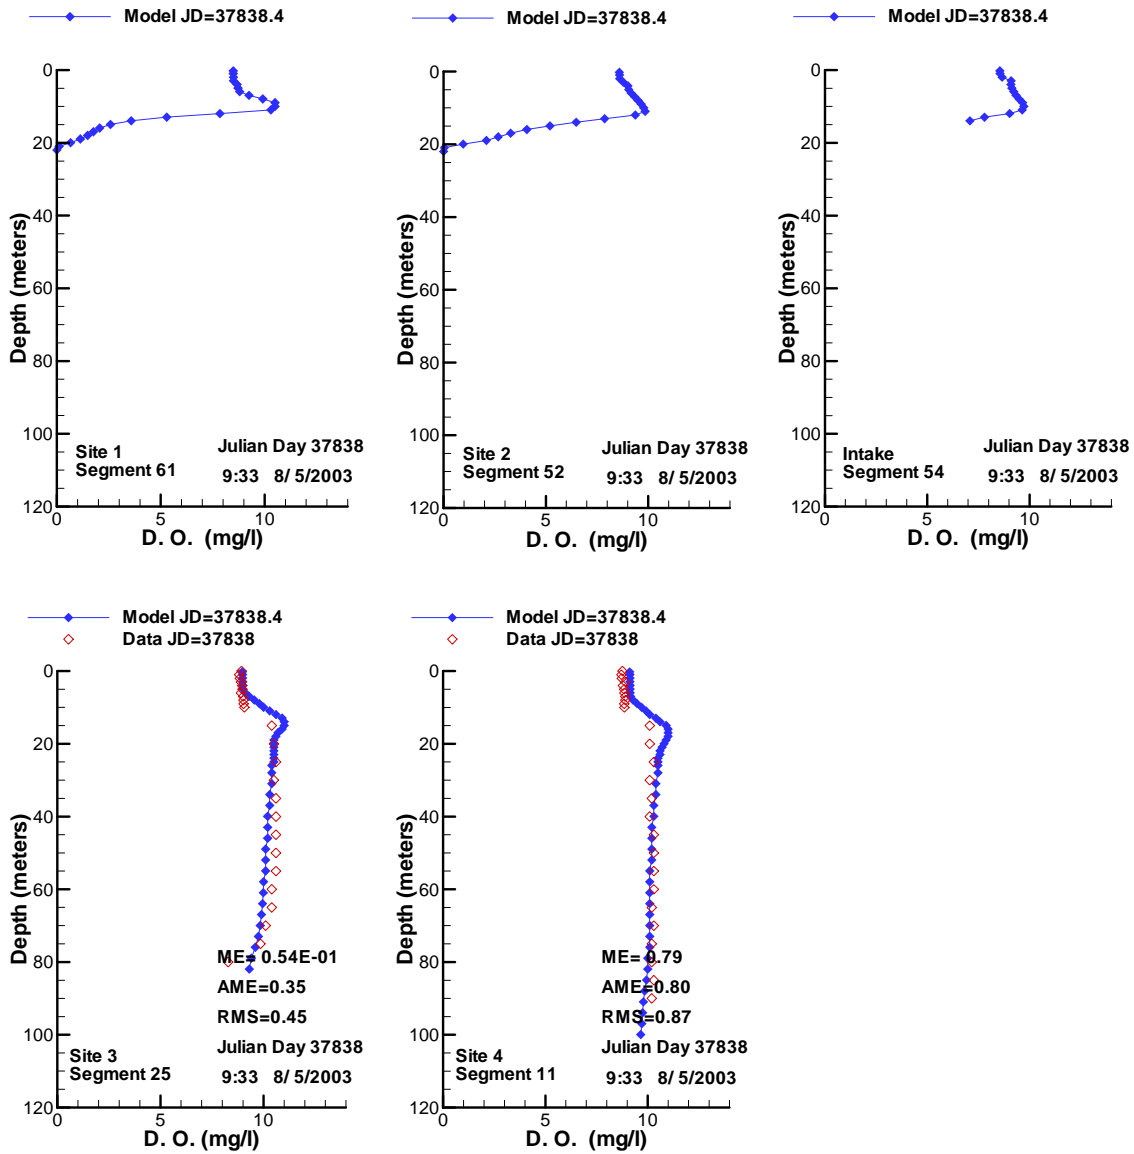 Model JD=37838.4
0
20
40
60
80
100
120
Depth (meters)
Site 1
Segment 61
Julian Day 37838
9:33 8/ 5/2003
0 5 10
D. O. (mg/l)
Model JD=37838.4
0
20
40
60
80
100
120
Depth (meters)
Site 2
Segment 52
Julian Day 37838
9:33 8/ 5/2003
0 5 10
D. O. (mg/l)
Model JD=37838.4
0
20
40
60
80
100
120
Depth (meters)
Intake
Segment 54
Julian Day 37838
9:33 8/ 5/2003
0 5 10
D. O. (mg/l)
Model JD=37838.4
Data JD=37838
0
20
40
60
80
100
120
Depth (meters)
ME= 0.54E-01
AME=0.35
RMS=0.45
Site 3
Segment 25
Julian Day 37838
9:33 8/ 5/2003
0 5 10
D. O. (mg/l)
Model JD=37838.4
Data JD=37838
0
20
40
60
80
100
120
Depth (meters)
ME= 0.79
AME=0.80
RMS=0.87
Site 4
Segment 11
Julian Day 37838
9:33 8/ 5/2003
0 5 10
D. O. (mg/l)